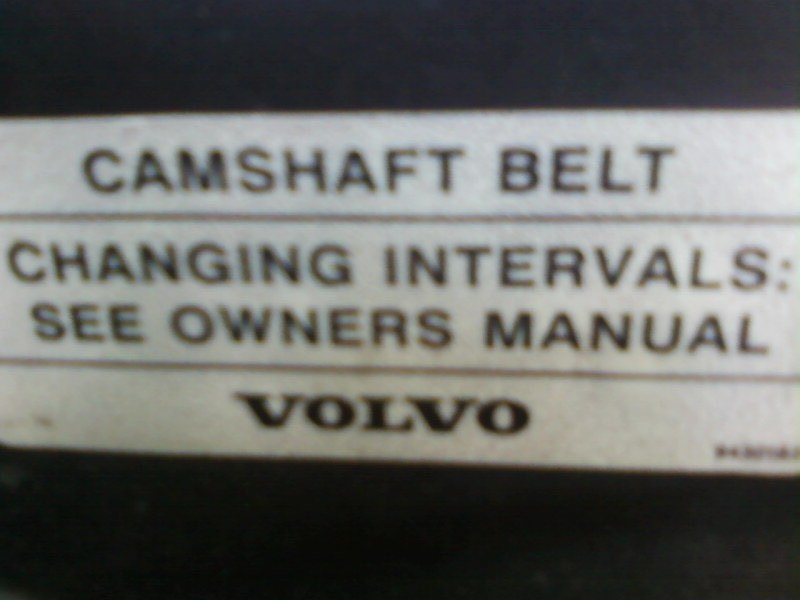 CAMSHAFT BELT
CHANGING INTERVALS:
SEE OWNERS MANUAL
VOLVO